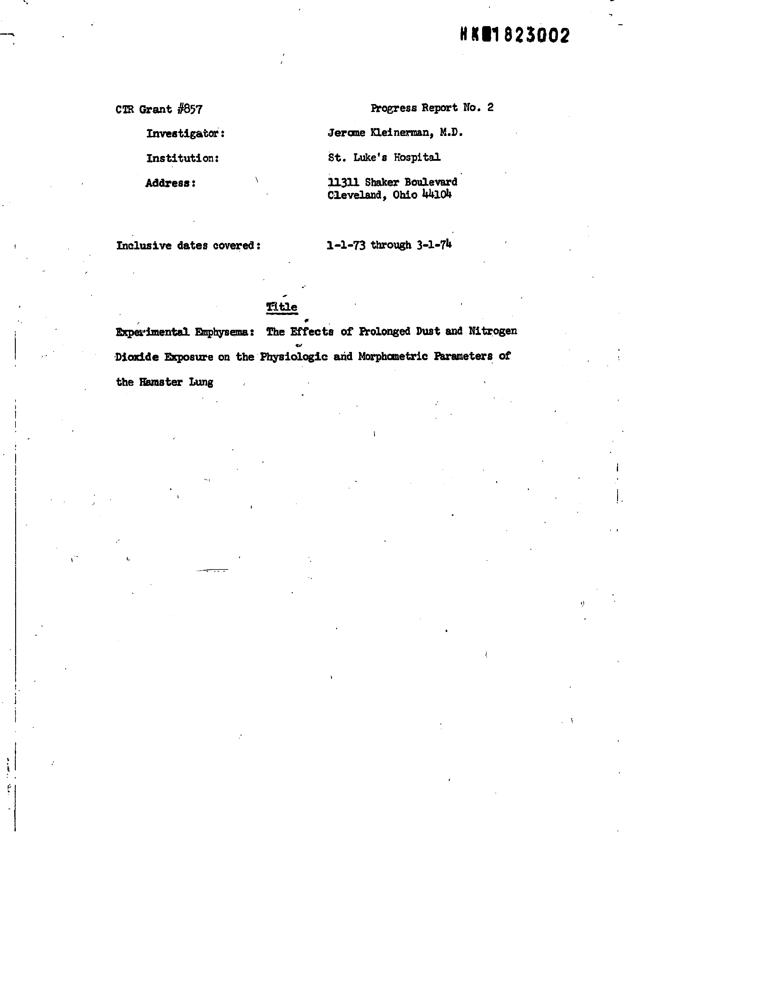 HK01823002
CTR Grant #857 Progress Report No. 2
Investigator: Jerome Kleinerman, M.D.
Institution: St. Luke's Hospital
Address: 11311 Shaker Boulevard
Cleveland, Ohio 44104
Inclusive dates covered: 1-1-73 through 3-1-74
Title
Experimental Emphysema: The Effects of Prolonged Dust and Nitrogen
Dioxide Exposure on the Physiologic and Morphometric Parameters of
the Hamster Lung